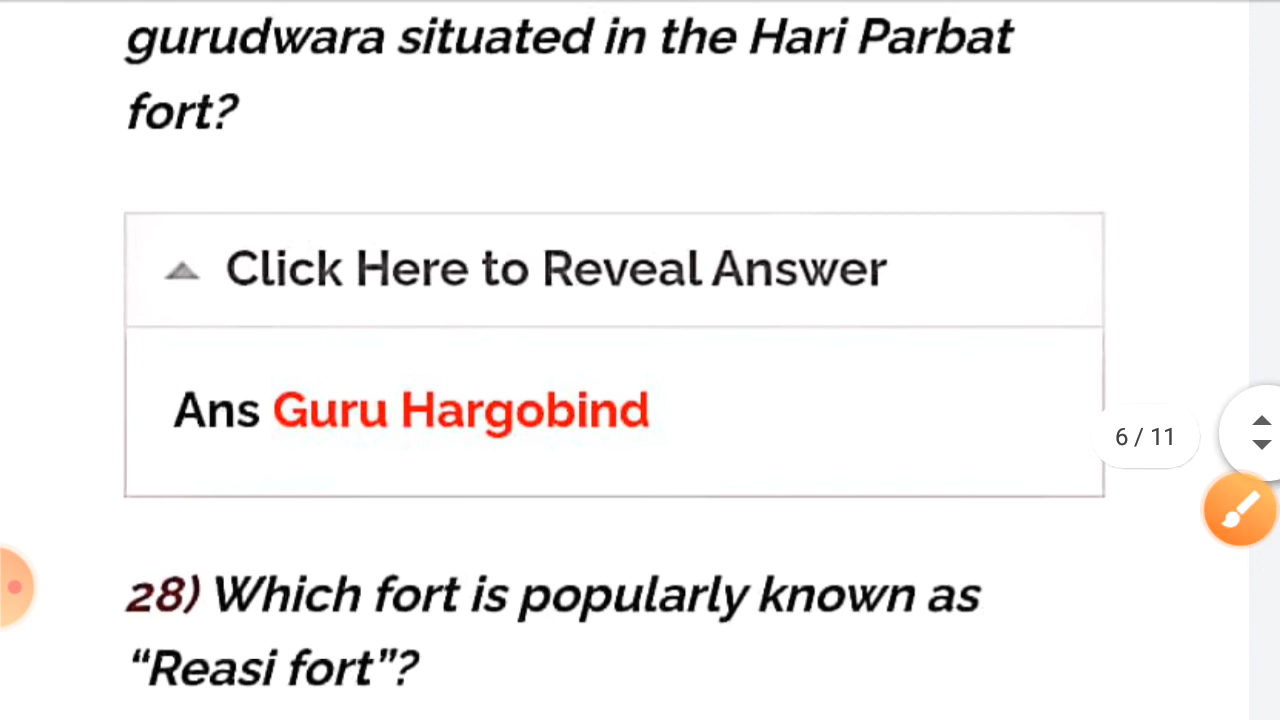 gurudwara situated in the Hari Parbat
fort?
Click Here to Reveal Answer
Ans Guru Hargobind
6 / 11
28) Which fort is popularly known as
“Reasi fort”?